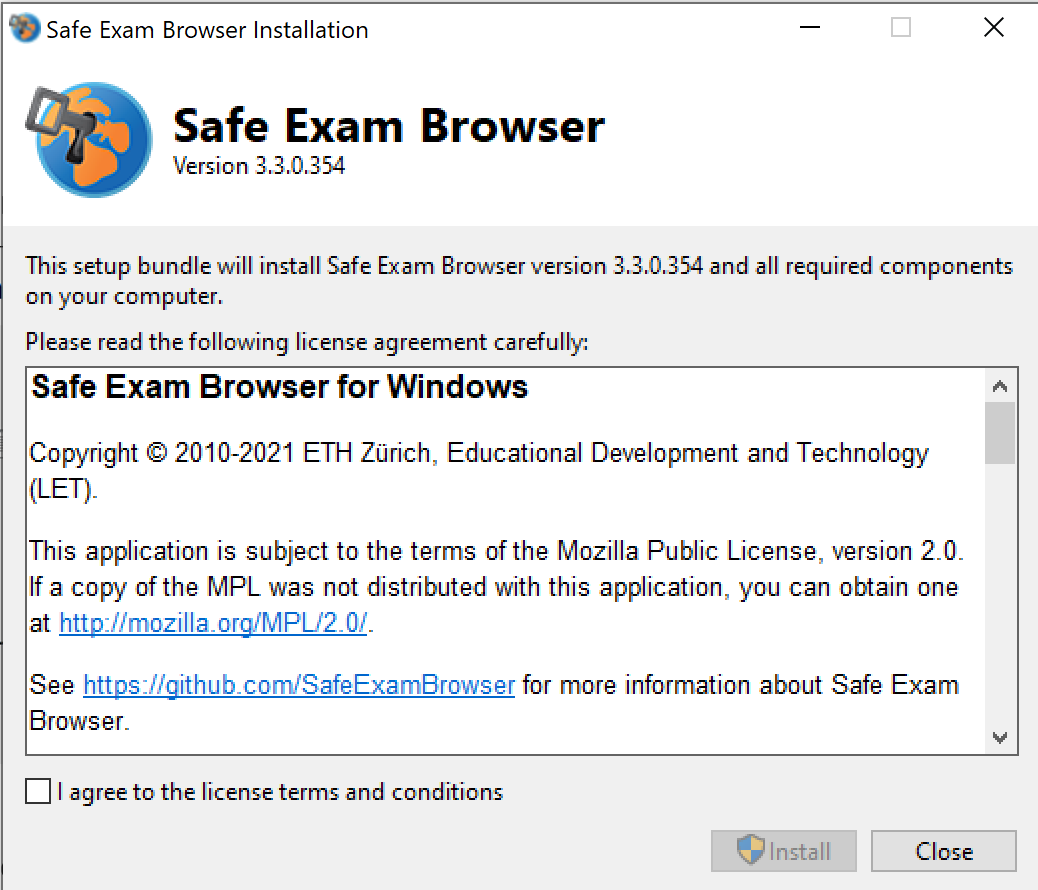 Safe Exam Browser Installation
Safe Exam Browser
Version 3.3.0.354
This setup bundle will install Safe Exam Browser version 3.3.0.354 and all required components
on your computer.
Please read the following license agreement carefully:
Safe Exam Browser for Windows
Copyright © 2010-2021 ETH Zürich, Educational Development and Technology
(LET).
This application is subject to the terms of the Mozilla Public License, version 2.0.
If a copy of the MPL was not distributed with this application, you can obtain one
at http://mozilla.org/MPL/2.0/.
See https://github.com/SafeExamBrowser for more information about Safe Exam
Browser.
I agree to the license terms and conditions
Install
Close